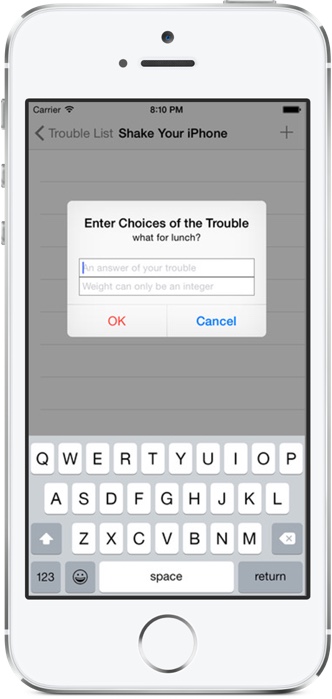 Carrier 8:10 PM
Trouble List Shake Your iPhone +
Enter Choices of the Trouble
what for lunch?
An answer of your trouble
Weight can only be an integer
OK Cancel
Q W E R T Y U I O P
A S D F G H J K L
Z X C V B N M
123 space return